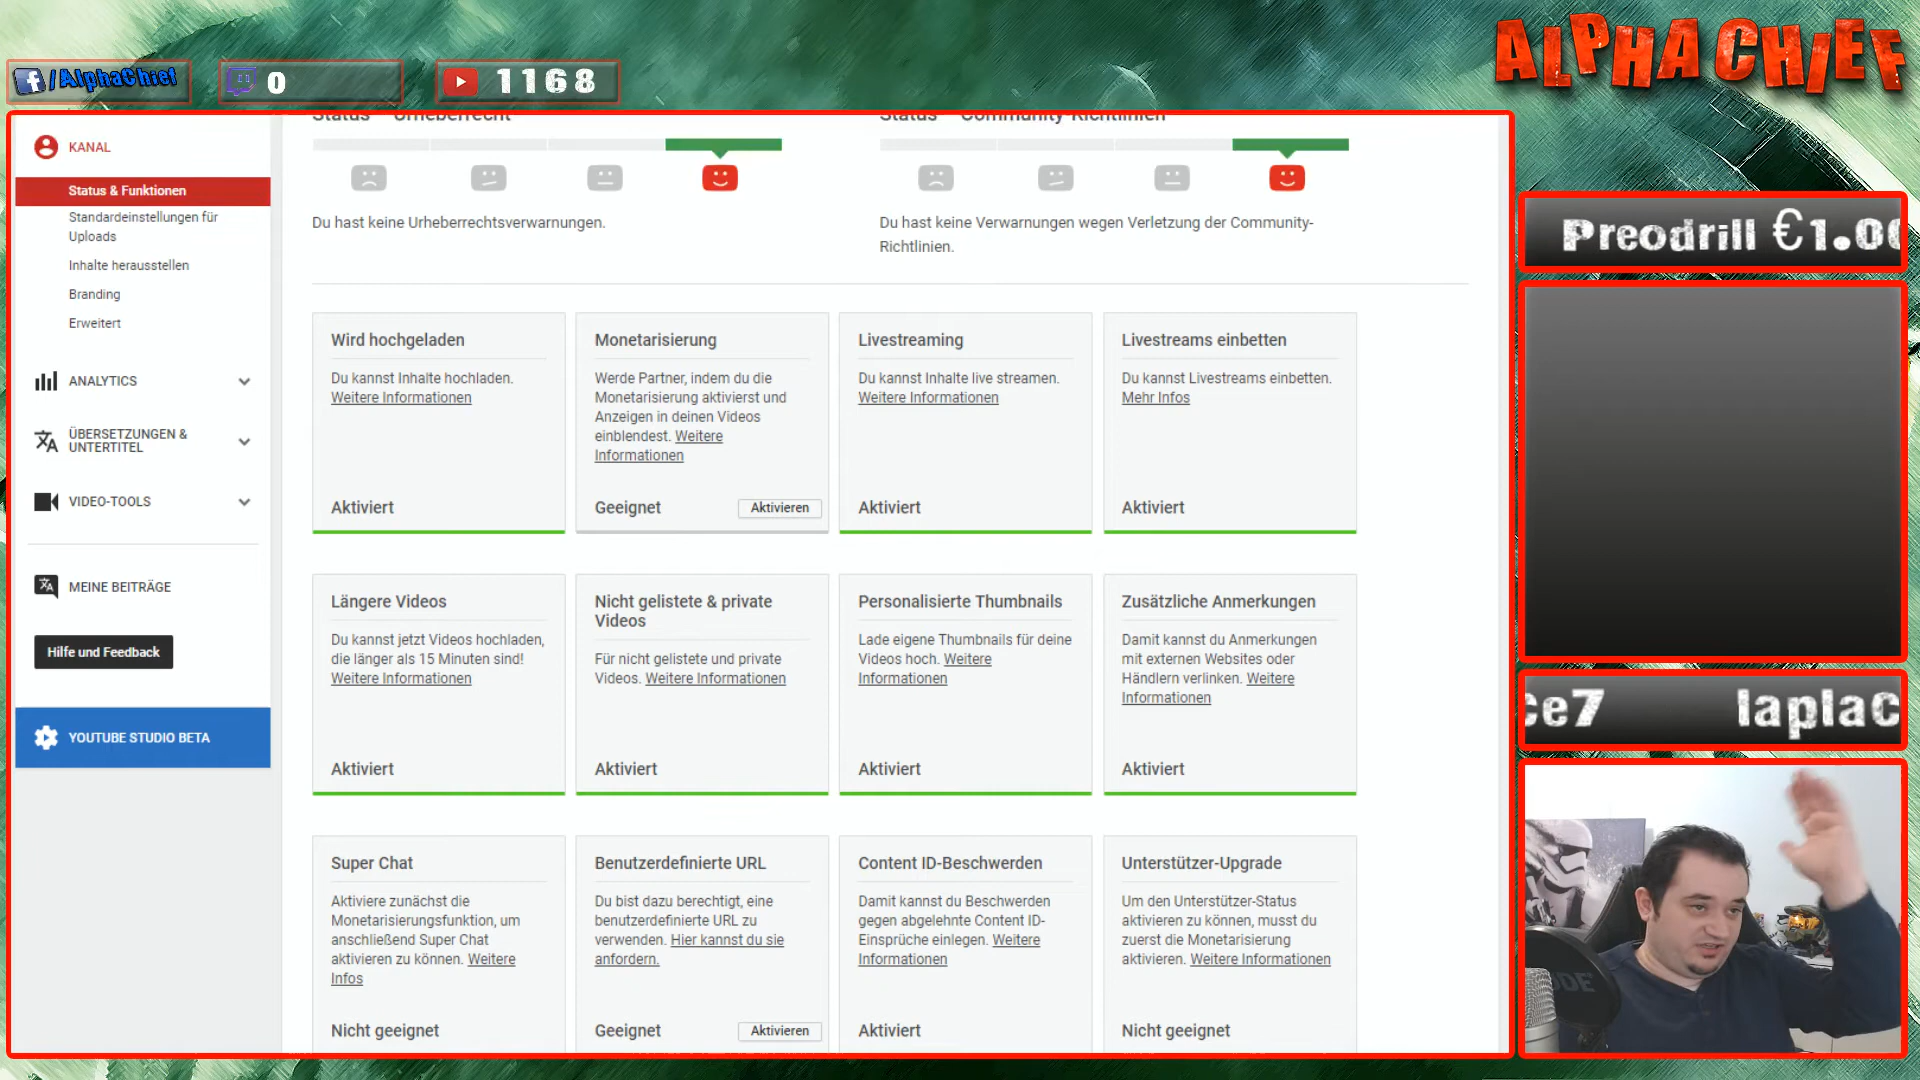 ALPHA CHIEF
/AlphaChief
0
1168
Status Urheberrecht
Status Community-Richtlinien
KANAL
Status & Funktionen
Standardeinstellungen für
Uploads
Inhalte herausstellen
Branding
Erweitert
ANALYTICS
ÜBERSETZUNGEN &
UNTERTITEL
VIDEO-TOOLS
MEINE BEITRÄGE
Hilfe und Feedback
YOUTUBE STUDIO BETA
Du hast keine Urheberrechtsverwarnungen.
Du hast keine Verwarnungen wegen Verletzung der Community-
Richtlinien.
Wird hochgeladen
Du kannst Inhalte hochladen.
Weitere Informationen
Aktiviert
Monetarisierung
Werde Partner, indem du die
Monetarisierung aktivierst und
Anzeigen in deinen Videos
einblendest. Weitere
Informationen
Geeignet
Aktivieren
Livestreaming
Du kannst Inhalte live streamen.
Weitere Informationen
Aktiviert
Livestreams einbetten
Du kannst Livestreams einbetten.
Mehr Infos
Aktiviert
Längere Videos
Du kannst jetzt Videos hochladen,
die länger als 15 Minuten sind!
Weitere Informationen
Aktiviert
Nicht gelistete & private
Videos
Für nicht gelistete und private
Videos. Weitere Informationen
Aktiviert
Personalisierte Thumbnails
Lade eigene Thumbnails für deine
Videos hoch. Weitere
Informationen
Aktiviert
Zusätzliche Anmerkungen
Damit kannst du Anmerkungen
mit externen Websites oder
Händlern verlinken. Weitere
Informationen
Aktiviert
Super Chat
Aktiviere zunächst die
Monetarisierungsfunktion, um
anschließend Super Chat
aktivieren zu können. Weitere
Infos
Nicht geeignet
Benutzerdefinierte URL
Du bist dazu berechtigt, eine
benutzerdefinierte URL zu
verwenden. Hier kannst du sie
anfordern.
Geeignet
Aktivieren
Content ID-Beschwerden
Damit kannst du Beschwerden
gegen abgelehnte Content ID-
Einsprüche einlegen. Weitere
Informationen
Aktiviert
Unterstützer-Upgrade
Um den Unterstützer-Status
aktivieren zu können, musst du
zuerst die Monetarisierung
aktivieren. Weitere Informationen
Nicht geeignet
Preodrill €1.00
ce7 laplac